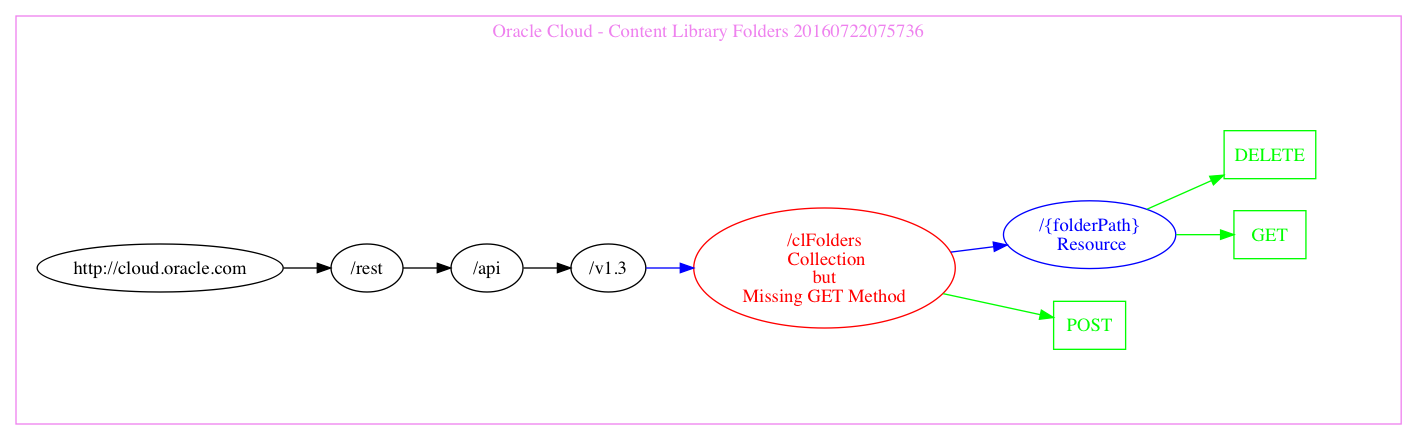 Oracle Cloud - Content Library Folders 20160722075736
http://cloud.oracle.com
/rest
/api
/v1.3
/clFolders
Collection
but
Missing GET Method
/{folderPath}
Resource
DELETE
GET
POST